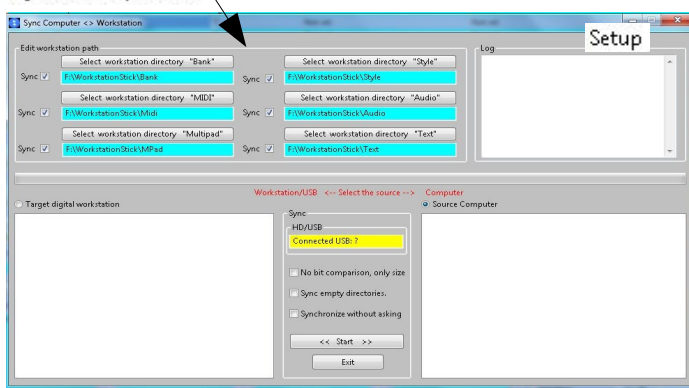 Sync Computer <> Workstation
Setup
Edit workstation path
Select workstation directory "Bank"
Sync
F:\WorkstationStick\Bank
Select workstation directory "Style"
Sync
F:\WorkstationStick\Style
Select workstation directory "MIDI"
Sync
F:\WorkstationStick\Midi
Select workstation directory "Audio"
Sync
F:\WorkstationStick\Audio
Select workstation directory "Multipad"
Sync
F:\WorkstationStick\MPad
Select workstation directory "Text"
Sync
F:\WorkstationStick\Text
Log
Workstation/USB <-- Select the source --> Computer
Target digital workstation
Source Computer
Sync
HD/USB
Connected USB: ?
No bit comparison, only size
Sync empty directories.
Synchronize without asking
<< Start >>
Exit